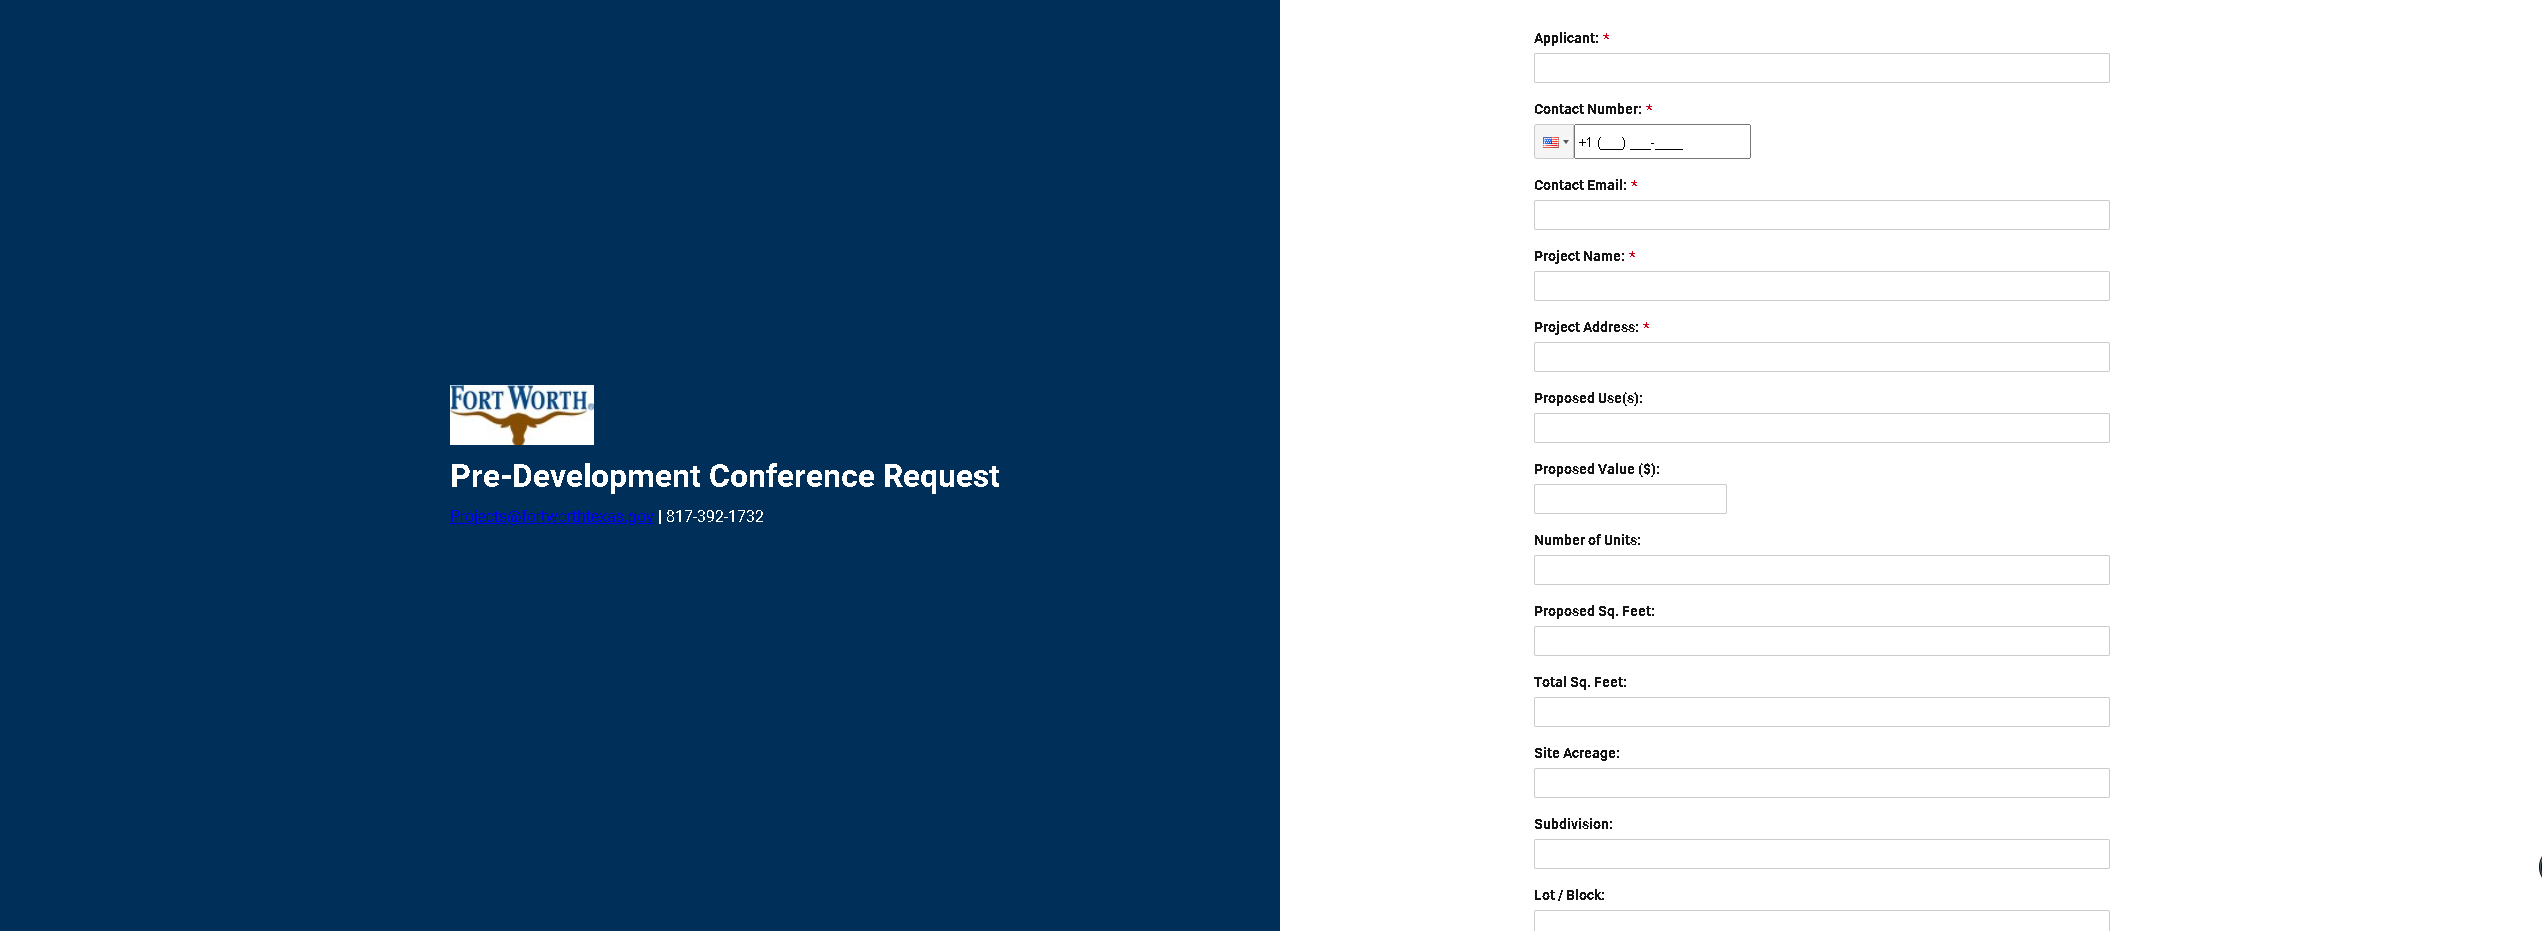 FORT WORTH®
Pre-Development Conference Request
Projects@fortworthtexas.gov | 817-392-1732
Applicant: *
Contact Number: *
+1 (___) ___-____
Contact Email: *
Project Name: *
Project Address: *
Proposed Use(s):
Proposed Value ($):
Number of Units:
Proposed Sq. Feet:
Total Sq. Feet:
Site Acreage:
Subdivision:
Lot / Block: